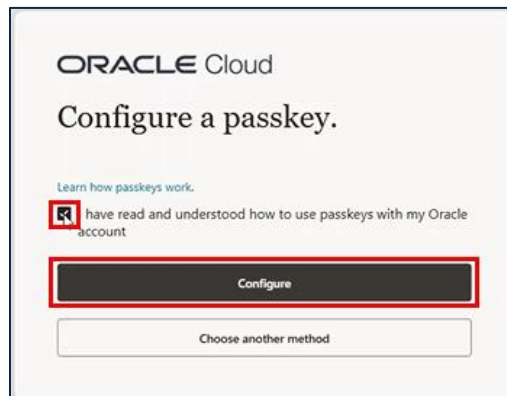 ORACLE Cloud
Configure a passkey.
Learn how passkeys work.
have read and understood how to use passkeys with my Oracle
account
Configure
Choose another method